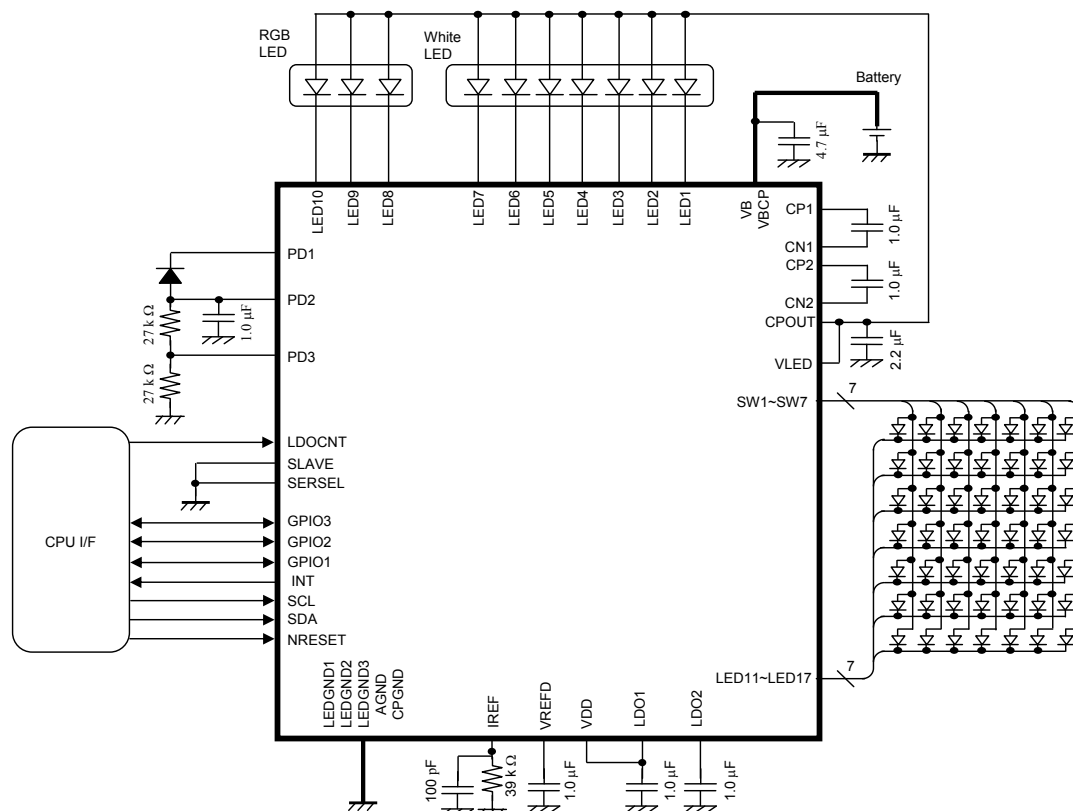 RGB
LED
White
LED
Battery
4.7 µF
LED10
LED9
LED8
LED7
LED6
LED5
LED4
LED3
LED2
LED1
VB
VBCP
CP1
CN1
1.0 µF
CP2
CN2
1.0 µF
CPOUT
VLED
2.2 µF
PD1
PD2
PD3
27 k Ω
1.0 µF
27 k Ω
SW1~SW7
7
LDOCNT
SLAVE
SERSEL
CPU I/F
GPIO3
GPIO2
GPIO1
INT
SCL
SDA
NRESET
LED11~LED17
7
LEDGND1
LEDGND2
LEDGND3
AGND
CPGND
IREF
VREFD
VDD
LDO1
LDO2
100 pF
39 k Ω
1.0 µF
1.0 µF
1.0 µF